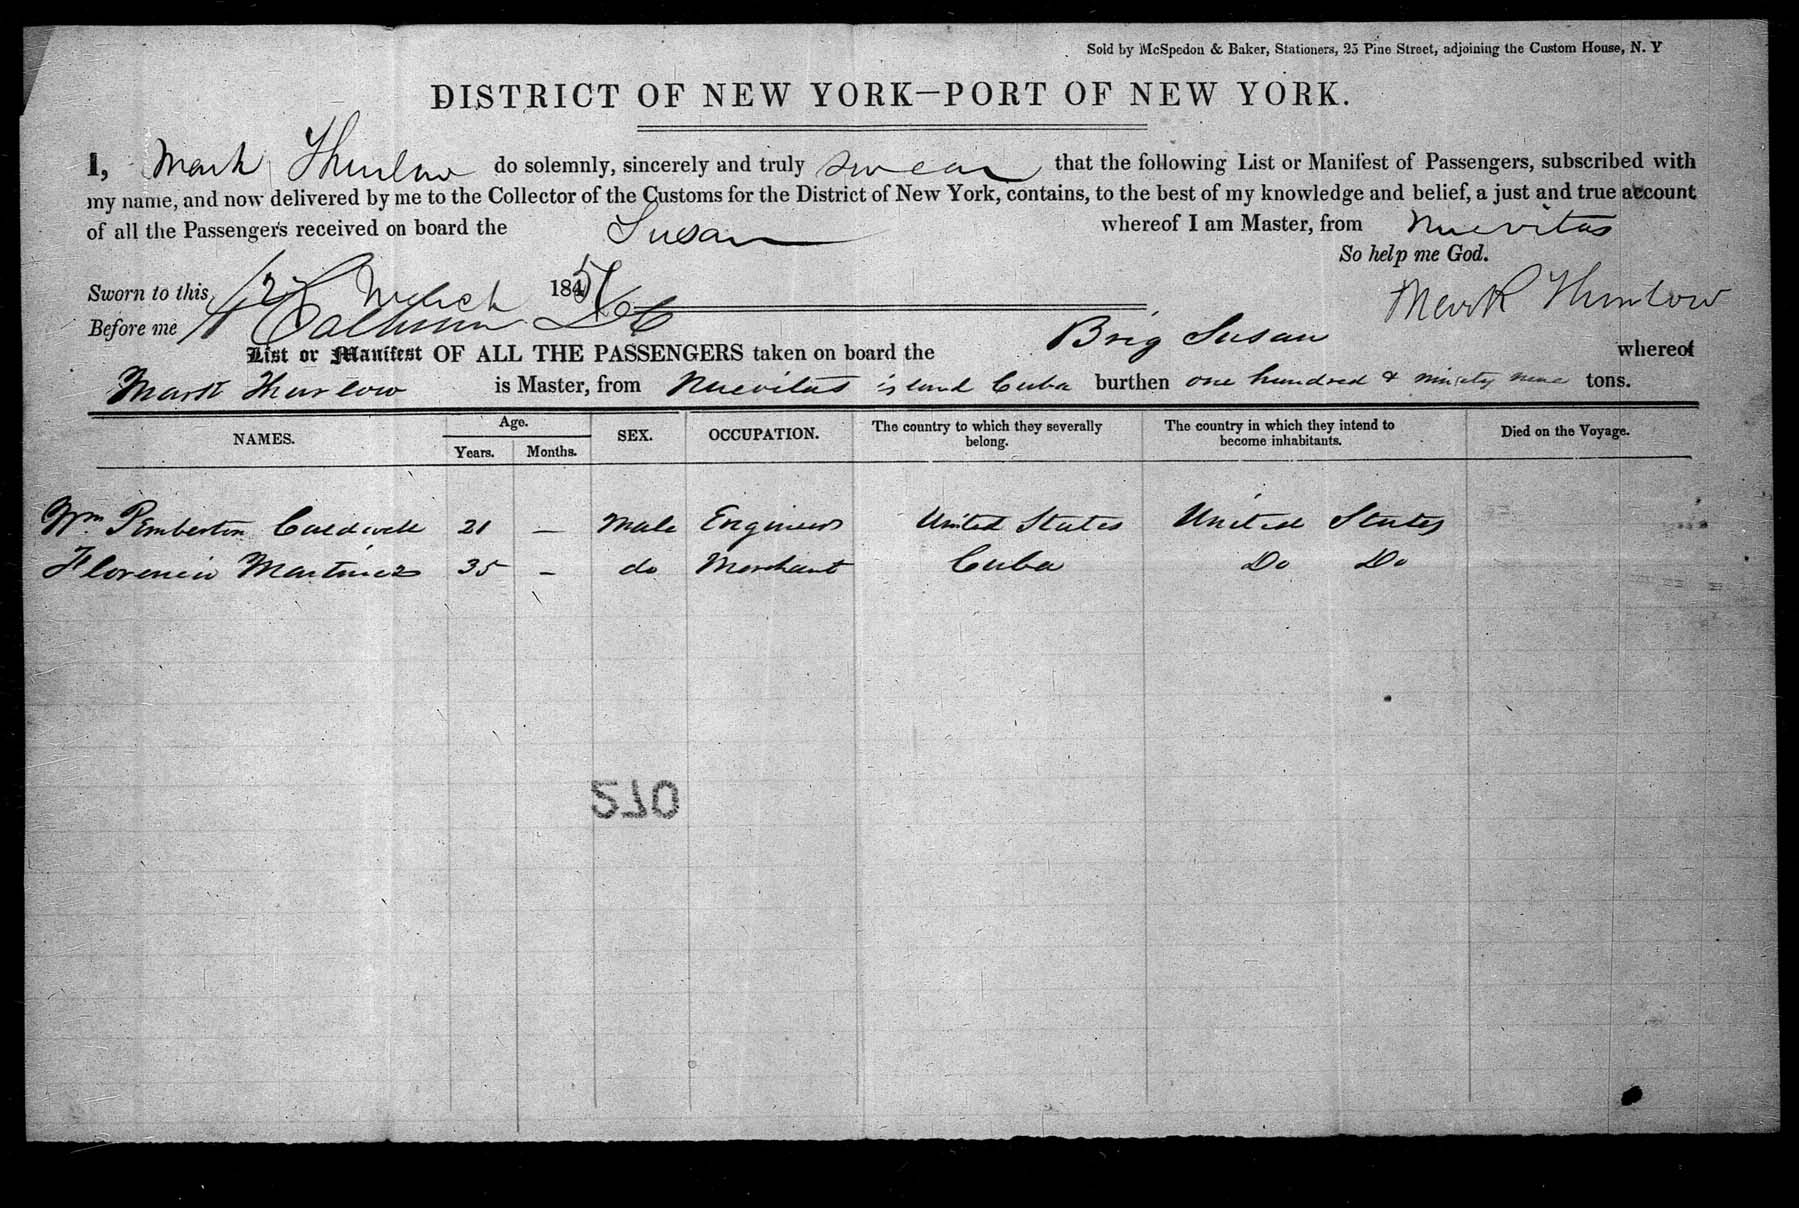 Sold by McSpedon & Baker, Stationers, 25 Pine Street, adjoining the Custom House, N. Y
DISTRICT OF NEW YORK—PORT OF NEW YORK.
I, Mark Thurlow do solemnly, sincerely and truly swear that the following List or Manifest of Passengers, subscribed with
my name, and now delivered by me to the Collector of the Customs for the District of New York, contains, to the best of my knowledge and belief, a just and true account
of all the Passengers received on board the Susan whereof I am Master, from Nuevitas
So help me God.
Sworn to this, 12 March 1851
Mark Thurlow
Before me Calhoun
List or Manifest OF ALL THE PASSENGERS taken on board the Brig Susan whereof
Mark Thurlow is Master, from Nuevitas island Cuba burthen one hundred & ninety nine tons.
NAMES. Age. Years. Months. SEX. OCCUPATION. The country to which they severally belong. The country in which they intend to become inhabitants. Died on the Voyage.
Wm Pemberton Caldwell 21 — Male Engineer United States United States
Florencio Martinez 35 — do Merchant Cuba Do Do